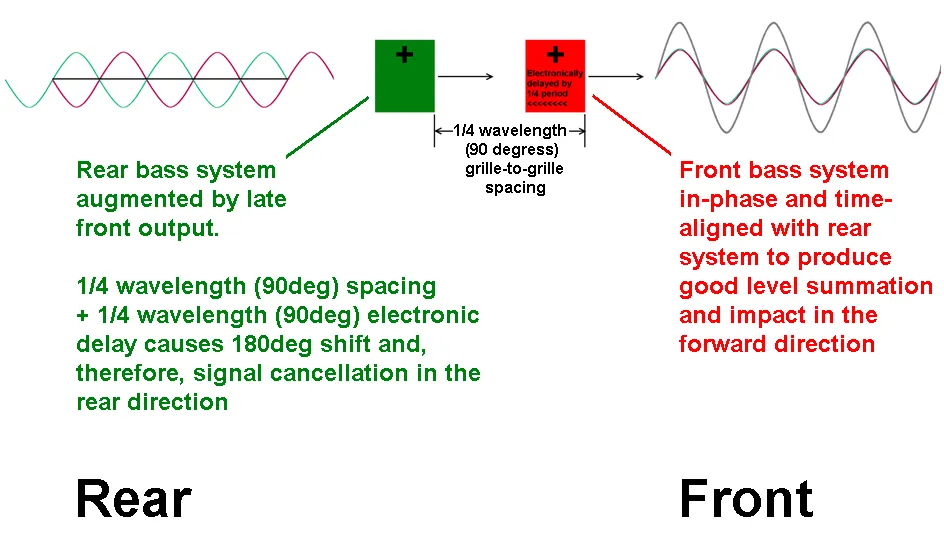 +
+
Electronically
delayed by
1/4 period
<<<<<<<<
1/4 wavelength
(90 degress)
grille-to-grille
spacing
Rear bass system
augmented by late
front output.
1/4 wavelength (90deg) spacing
+ 1/4 wavelength (90deg) electronic
delay causes 180deg shift and,
therefore, signal cancellation in the
rear direction
Front bass system
in-phase and time-
aligned with rear
system to produce
good level summation
and impact in the
forward direction
Rear
Front